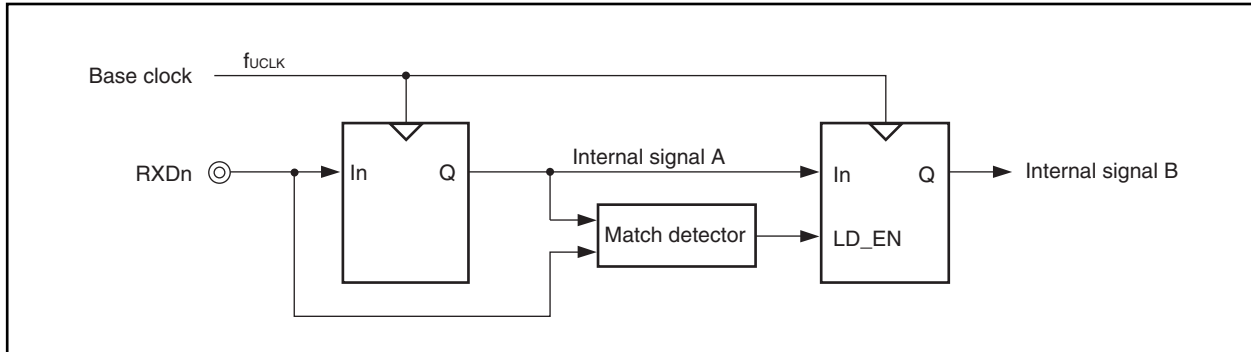 Base clock
fUCLK
RXDn
In
Q
Internal signal A
In
Q
Internal signal B
Match detector
LD_EN